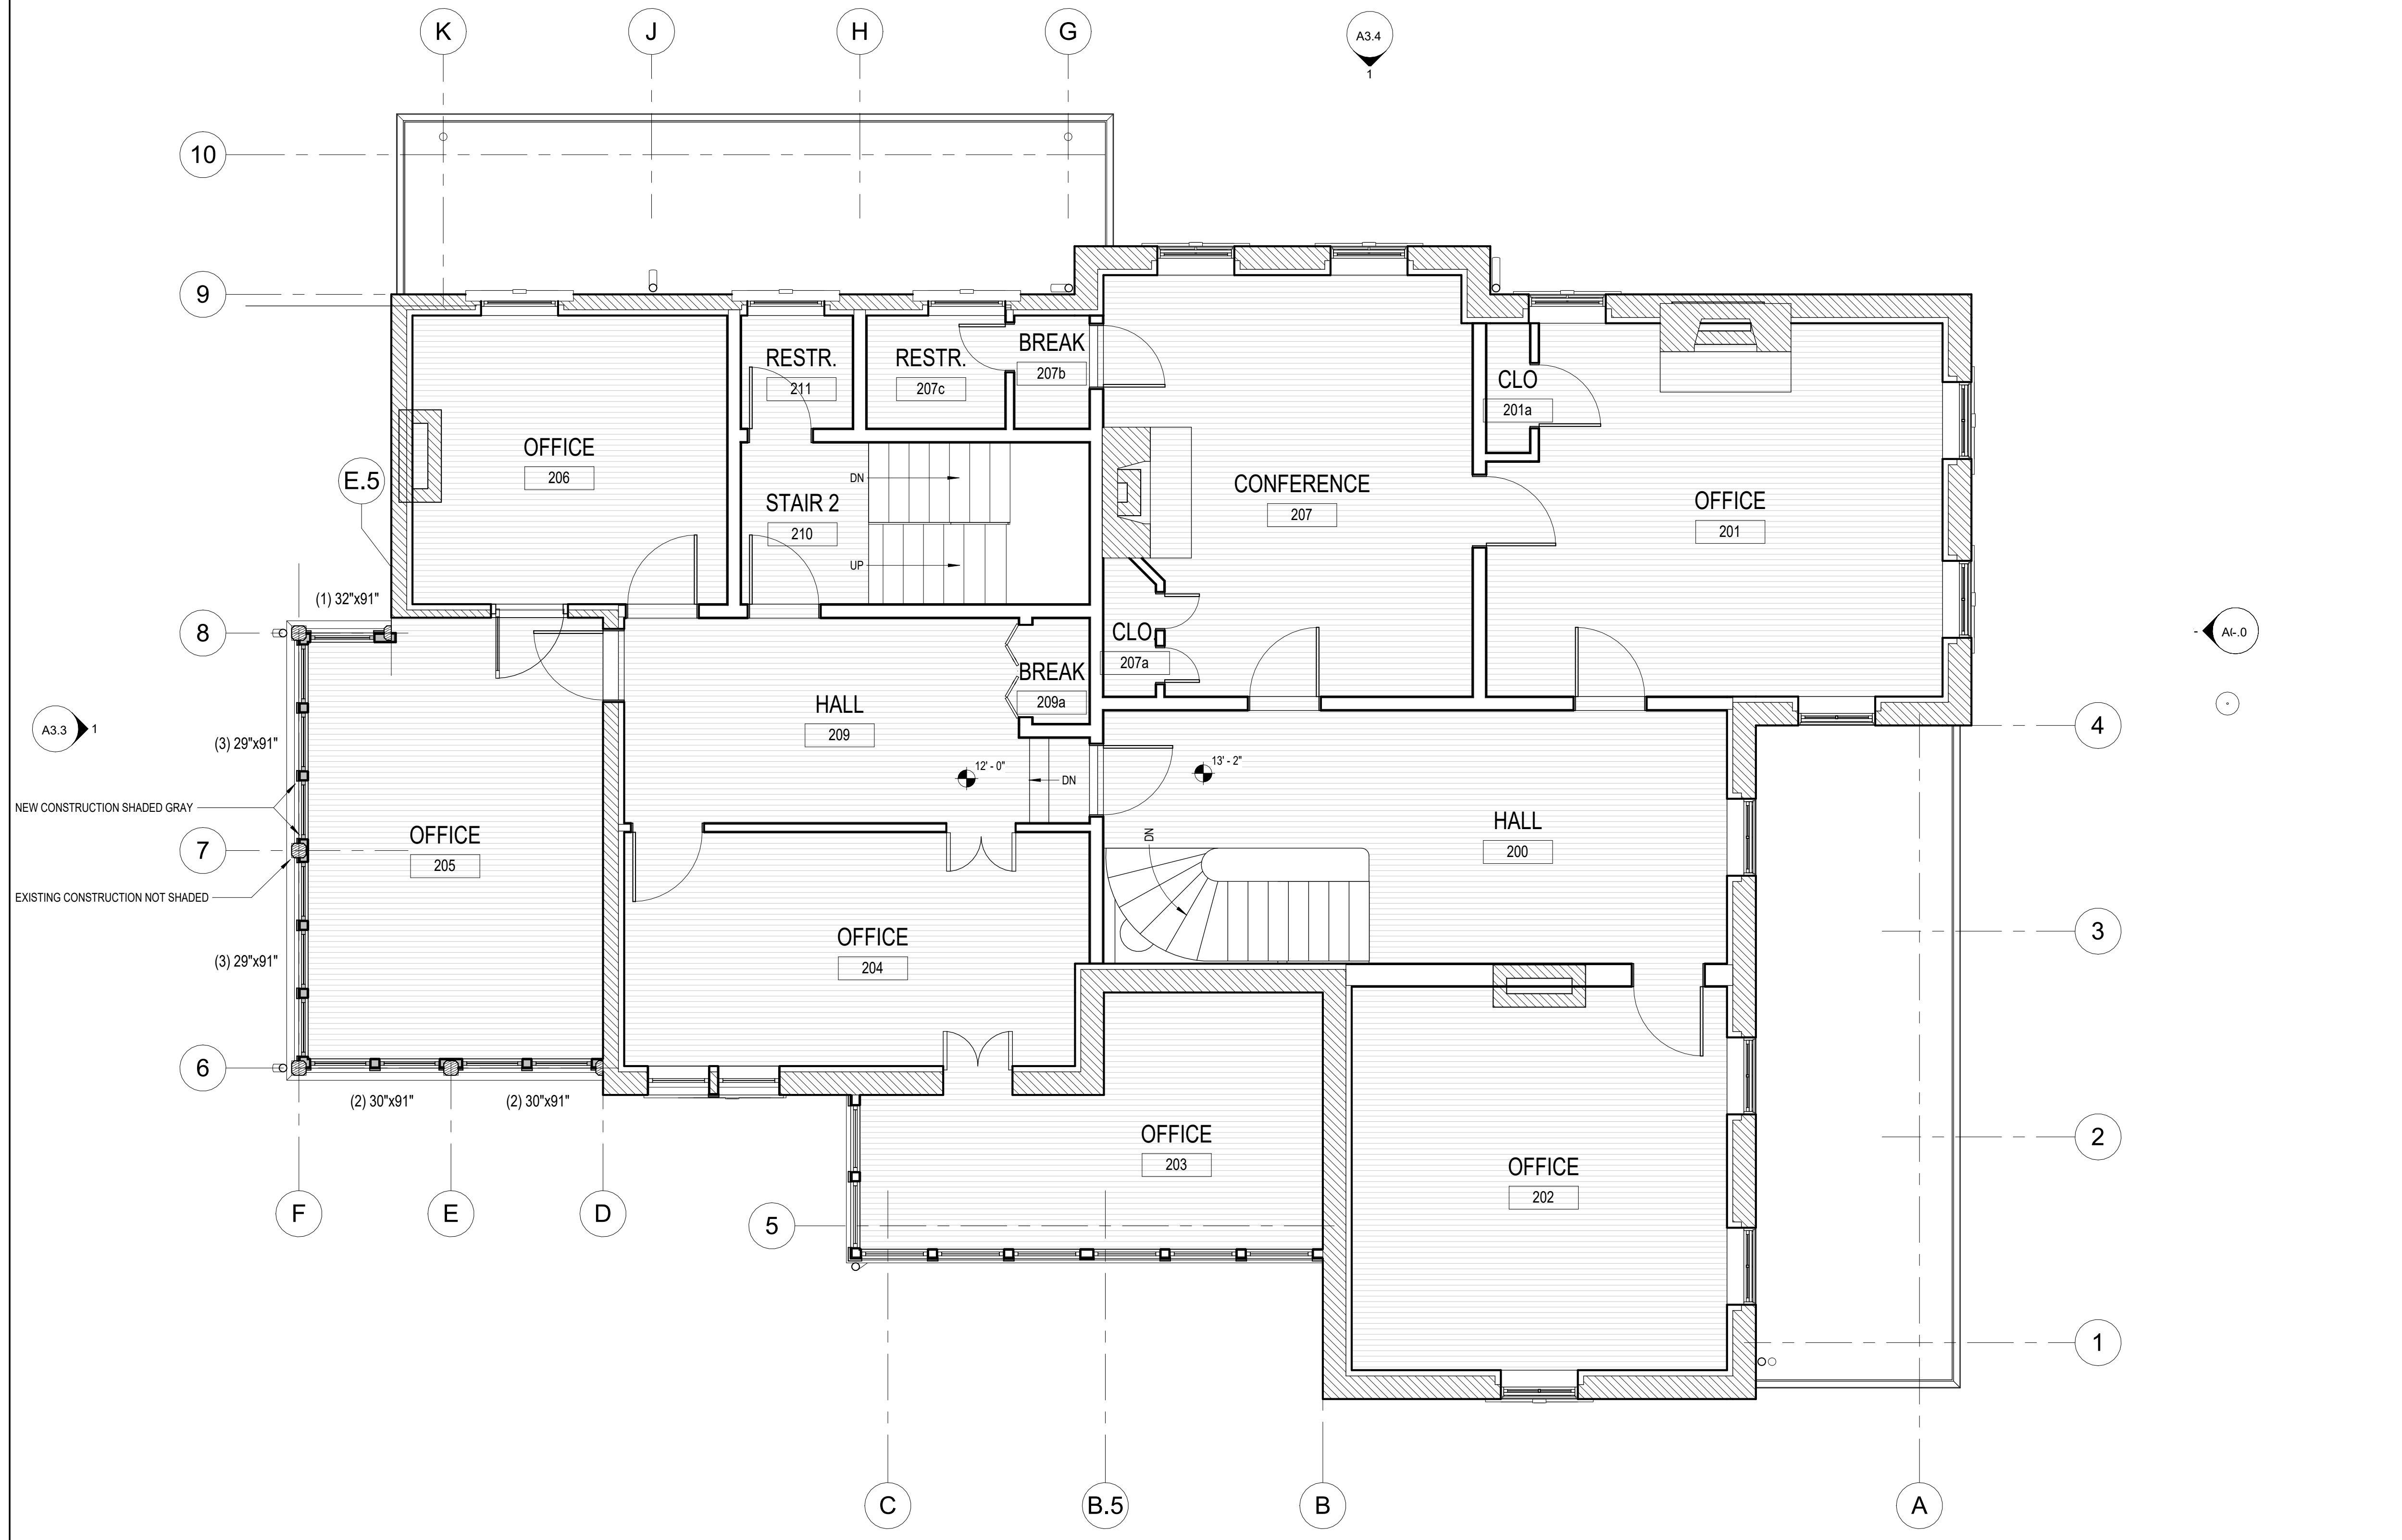 K
J
H
G
A3.4
1
10
9
RESTR.
211
RESTR.
207c
BREAK
207b
CLO
201a
OFFICE
206
E.5
DN
STAIR 2
210
UP
CONFERENCE
207
OFFICE
201
(1) 32"x91"
8
CLO.
207a
BREAK
209a
-
HALL
209
(3) 29"x91"
A3.3
1
4
12' - 0"
DN
13' - 2"
NEW CONSTRUCTION SHADED GRAY
DN
HALL
200
7
OFFICE
205
EXISTING CONSTRUCTION NOT SHADED
OFFICE
204
3
(3) 29"x91"
6
(2) 30"x91"
(2) 30"x91"
OFFICE
203
2
OFFICE
202
F
E
D
5
1
C
B.5
B
A